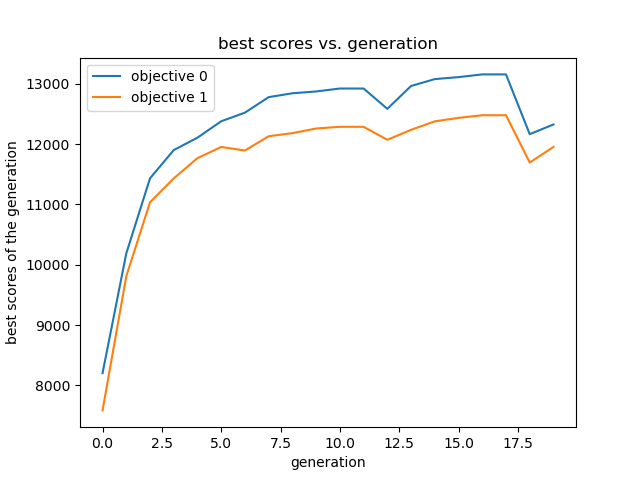 best scores vs. generation
objective 0
objective 1
best scores of the generation
13000
12000
11000
10000
9000
8000
0.0 2.5 5.0 7.5 10.0 12.5 15.0 17.5
generation